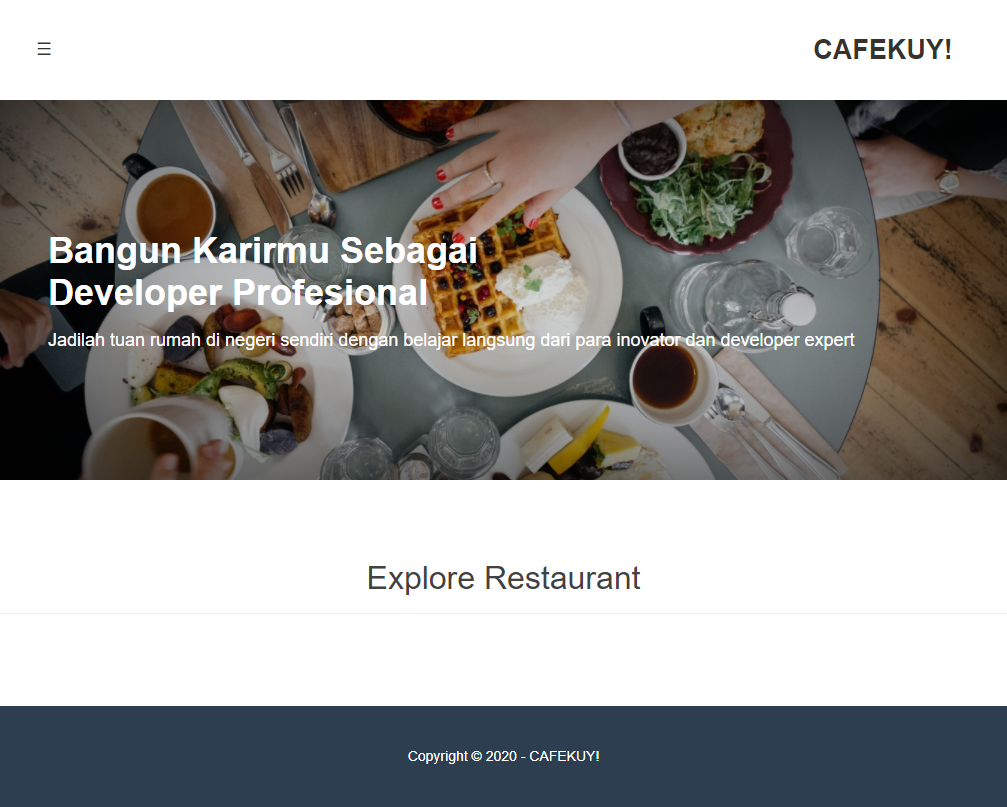 ☰
CAFEKUY!
Bangun Karirmu Sebagai
Developer Profesional
Jadilah tuan rumah di negeri sendiri dengan belajar langsung dari para inovator dan developer expert
Explore Restaurant
Copyright © 2020 - CAFEKUY!